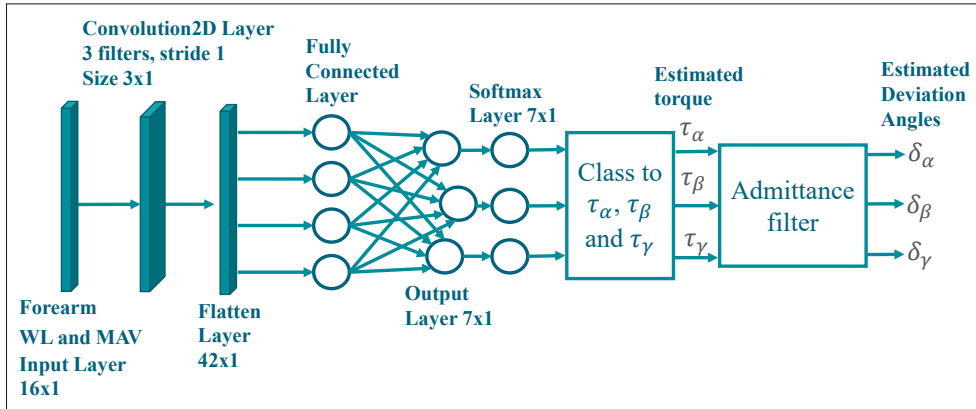 Convolution2D Layer
3 filters, stride 1
Size 3x1
Fully
Connected
Layer
Softmax
Layer 7x1
Estimated
torque
Estimated
Deviation
Angles
Forearm
WL and MAV
Input Layer
16x1
Flatten
Layer
42x1
Output
Layer 7x1
Class to
τα, τβ
and τγ
τα
τβ
τγ
Admittance
filter
δα
δβ
δγ